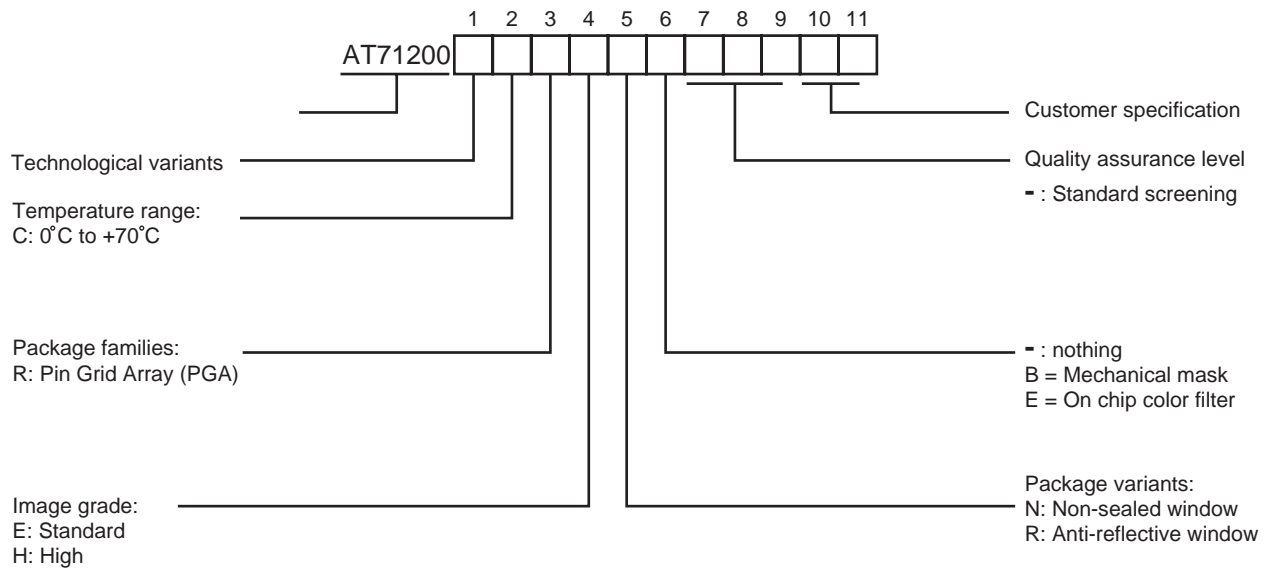 1 2 3 4 5 6 7 8 9 10 11
AT71200
Customer specification
Technological variants
Quality assurance level
- : Standard screening
Temperature range:
C: 0°C to +70°C
Package families:
R: Pin Grid Array (PGA)
- : nothing
B = Mechanical mask
E = On chip color filter
Image grade:
E: Standard
H: High
Package variants:
N: Non-sealed window
R: Anti-reflective window